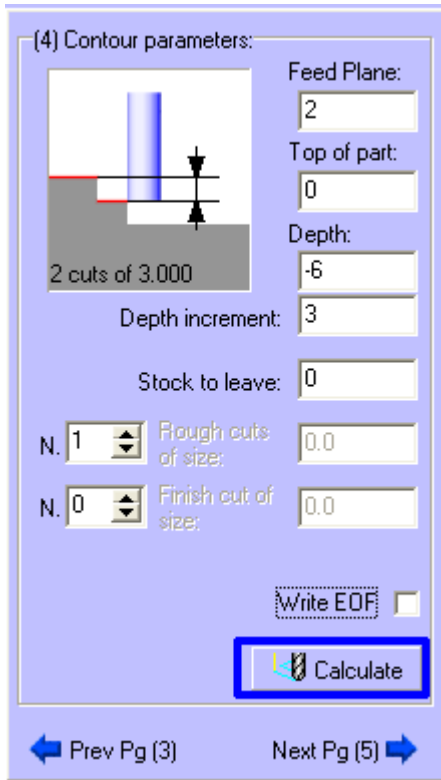 (4) Contour parameters:
Feed Plane:
2
Top of part:
0
Depth:
-6
2 cuts of 3.000
Depth increment: 3
Stock to leave: 0
N. 1 Rough cuts of size: 0.0
N. 0 Finish cut of size: 0.0
Write EOF
Calculate
Prev Pg (3) Next Pg (5)